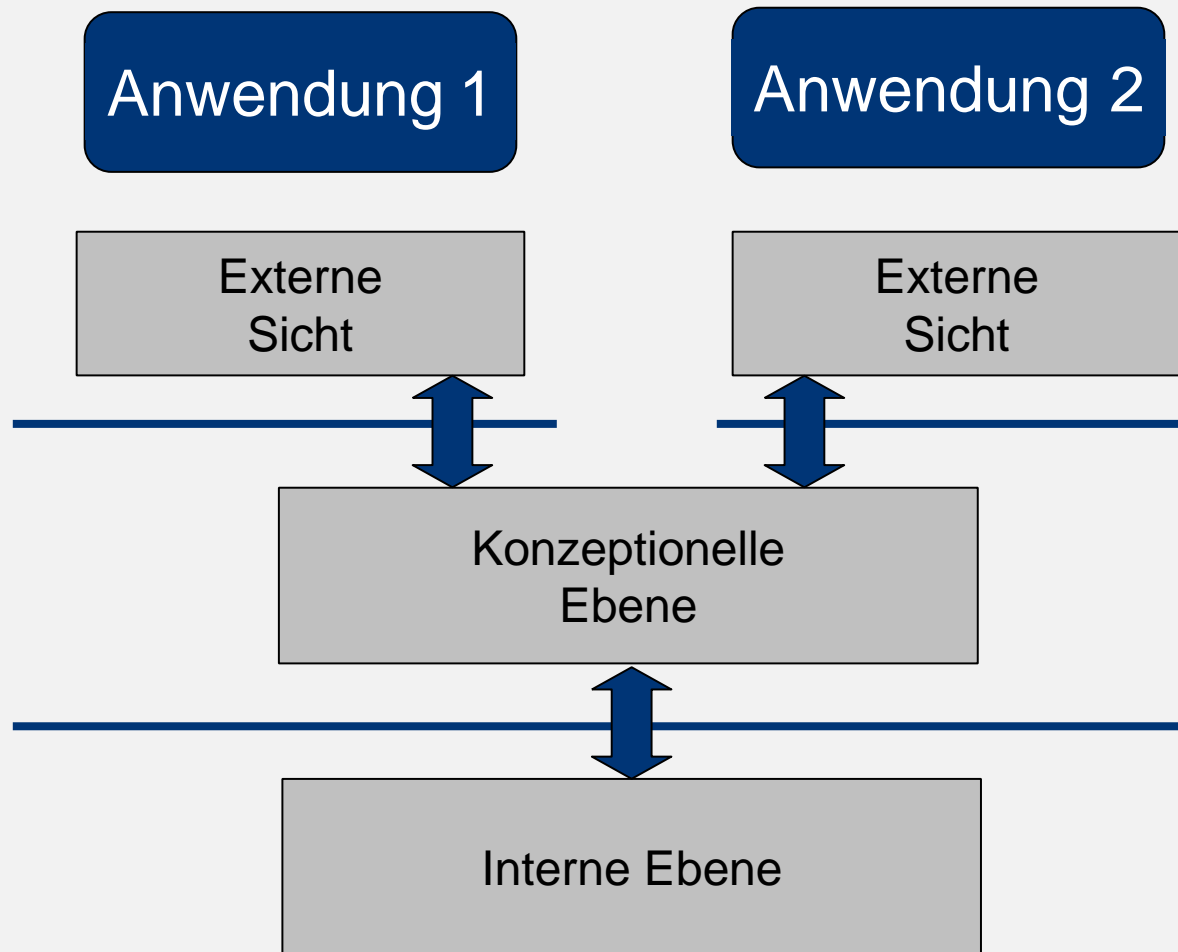 Anwendung 1
Anwendung 2
Externe
Sicht
Externe
Sicht
Konzeptionelle
Ebene
Interne Ebene